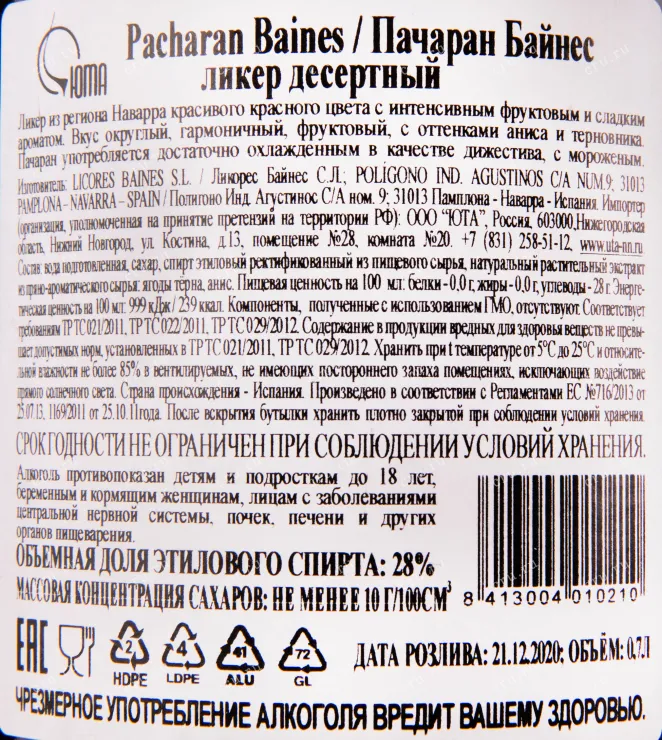 ЮТА
Pacharan Baines / Пачаран Байнес
ликер десертный
Ликер из региона Наварра красивого красного цвета с интенсивным фруктовым и сладким
ароматом. Вкус округлый, гармоничный, фруктовый, с оттенками аниса и терновника.
Пачаран употребляется достаточно охлажденным в качестве дижестива, с мороженым.
Изготовитель: LICORES BAINES S.L. / Ликорес Байнес С.Л.; POLÍGONO IND. AGUSTINOS C/A NUM.9; 31013
PAMPLONA – NAVARRA – SPAIN / Полигоно Инд. Агустинос С/А ном. 9; 31013 Памплона - Наварра - Испания. Импортер
(организация, уполномоченная на принятие претензий на территории РФ): ООО "ЮТА", Россия, 603000, Нижегородская
область, Нижний Новгород, ул. Костина, д.13, помещение №28, комната №20. +7 (831) 258-51-12, www.uta-nn.ru
Состав: вода подготовленная, сахар, спирт этиловый ректификованный из пищевого сырья, натуральный растительный экстракт
из пряно-ароматического сырья: ягоды тёрна, анис. Пищевая ценность на 100 мл: белки - 0,0 г, жиры - 0,0 г, углеводы - 28 г. Энерге-
тическая ценность на 100 мл: 999 кДж / 239 ккал. Компоненты, полученные с использованием ГМО, отсутствуют. Соответствует
требованиям ТР ТС 021/2011, ТР ТС 022/2011, ТР ТС 029/2012. Содержание в продукции вредных для здоровья веществ не превы-
шает допустимых норм, установленных в ТР ТС 021/2011, ТР ТС 029/2012. Хранить при t температуре от 5°С до 25°С и относите-
льной влажности не более 85% в вентилируемых, не имеющих постороннего запаха помещениях, исключающих воздействие
прямого солнечного света. Страна происхождения - Испания. Произведено в соответствии с Регламентами ЕС №716/2013 от
25.07.13, 1169/2011 от 25.10.11года. После вскрытия бутылки хранить плотно закрытой при соблюдении условий хранения.
СРОК ГОДНОСТИ НЕ ОГРАНИЧЕН ПРИ СОБЛЮДЕНИИ УСЛОВИЙ ХРАНЕНИЯ.
Алкоголь противопоказан детям и подросткам до 18 лет,
беременным и кормящим женщинам, лицам с заболеваниями
центральной нервной системы, почек, печени и других
органов пищеварения.
ОБЪЕМНАЯ ДОЛЯ ЭТИЛОВОГО СПИРТА: 28%
МАССОВАЯ КОНЦЕНТРАЦИЯ САХАРОВ: НЕ МЕНЕЕ 10 Г/100СМ³
8 413004 010210
EAC
2 HDPE
4 LDPE
41 ALU
72 GL
ДАТА РОЗЛИВА: 21.12.2020; ОБЪЁМ: 0.7Л
ЧРЕЗМЕРНОЕ УПОТРЕБЛЕНИЕ АЛКОГОЛЯ ВРЕДИТ ВАШЕМУ ЗДОРОВЬЮ.